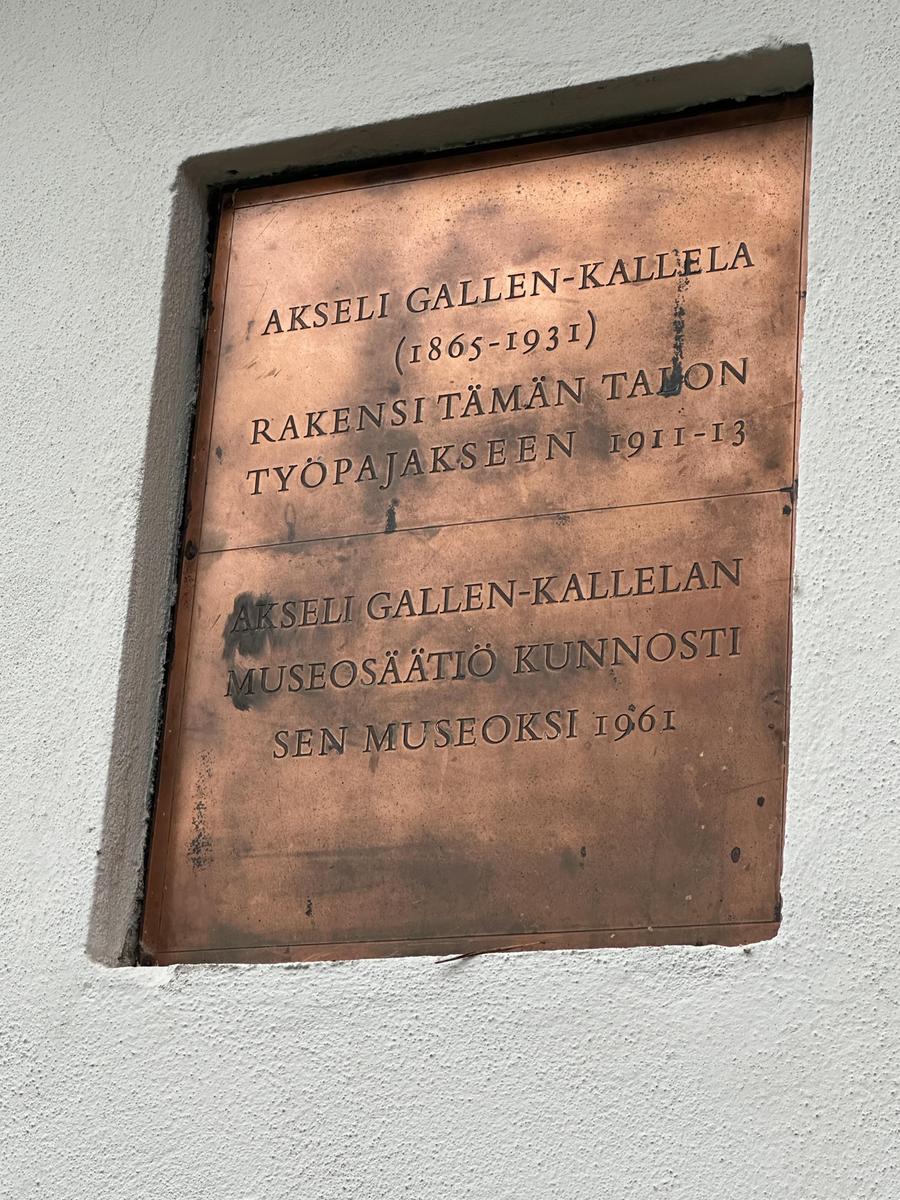 AKSELI GALLEN-KALLELA
(1865-1931)
RAKENSI TÄMÄN TALON
TYÖPAJAKSEEN 1911-13
AKSELI GALLEN-KALLELAN
MUSEOSÄÄTIÖ KUNNOSTI
SEN MUSEOKSI 1961